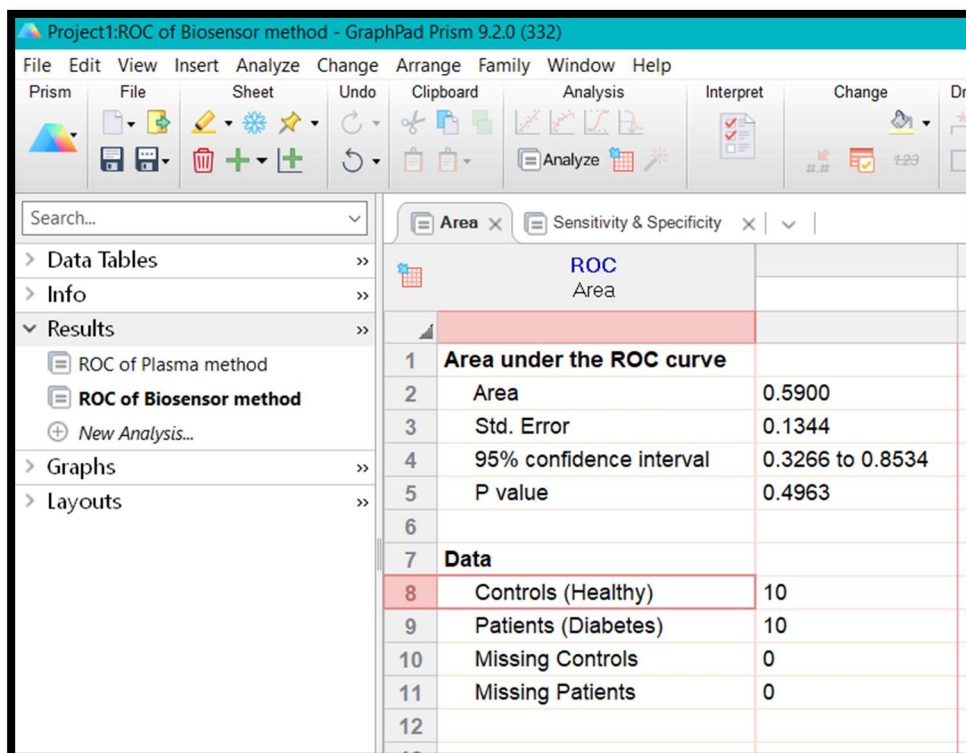 Project1:ROC of Biosensor method - GraphPad Prism 9.2.0 (332)
File Edit View Insert Analyze Change Arrange Family Window Help
Prism File Sheet Undo Clipboard Analysis Interpret Change Dr
Analyze
#.# 123
Search...
Data Tables
Info
Results
ROC of Plasma method
ROC of Biosensor method
New Analysis...
Graphs
Layouts
Area Sensitivity & Specificity
ROC
Area
1 Area under the ROC curve
2 Area 0.5900
3 Std. Error 0.1344
4 95% confidence interval 0.3266 to 0.8534
5 P value 0.4963
6
7 Data
8 Controls (Healthy) 10
9 Patients (Diabetes) 10
10 Missing Controls 0
11 Missing Patients 0
12